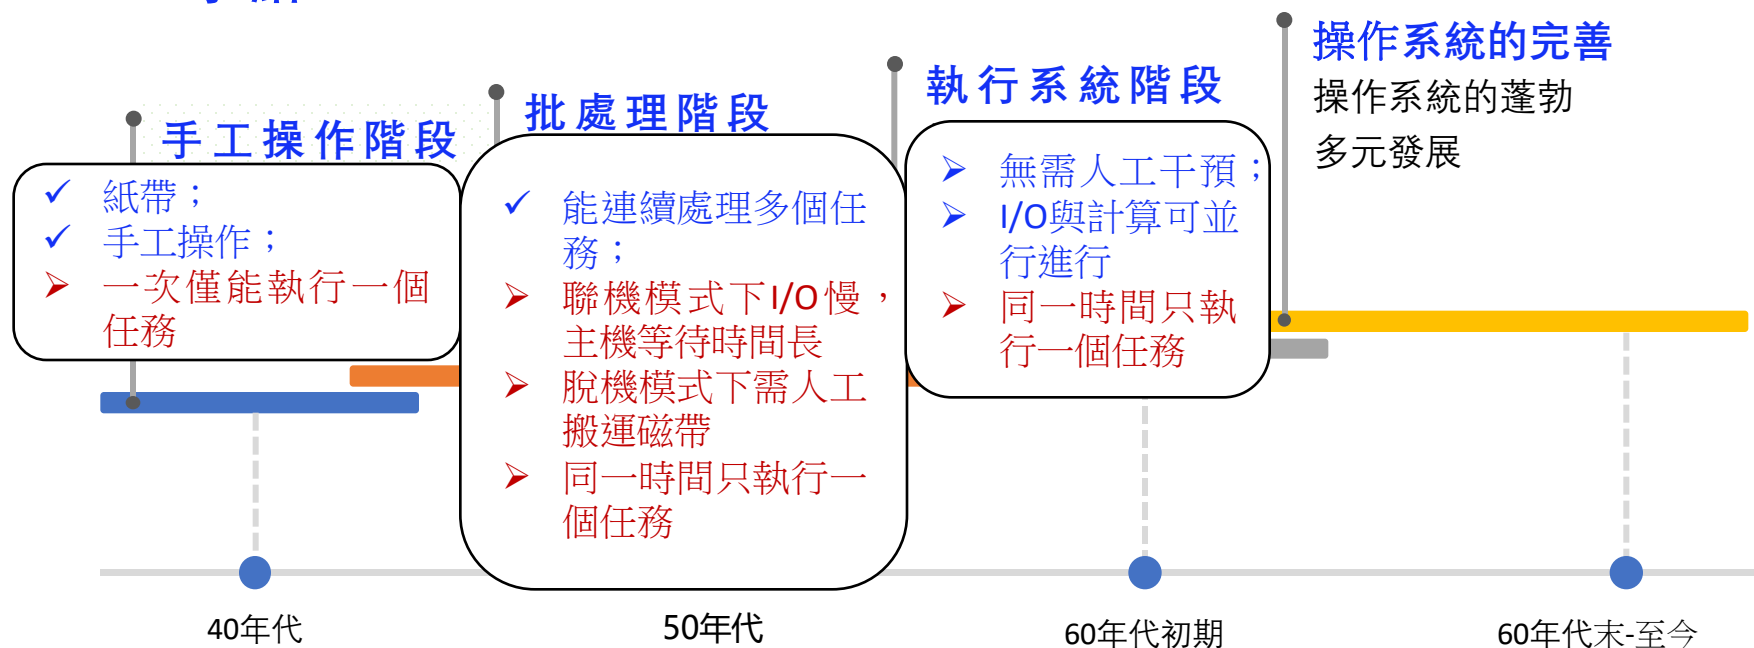 手工操作階段
紙帶；
手工操作；
一次僅能執行一個
任務
批處理階段
能連續處理多個任
務；
聯機模式下I/O慢，
主機等待時間長
脫機模式下需人工
搬運磁帶
同一時間只執行一
個任務
執行系統階段
無需人工干預；
I/O與計算可並
行進行
同一時間只執
行一個任務
操作系統的完善
操作系統的蓬勃
多元發展
40年代
50年代
60年代初期
60年代末-至今